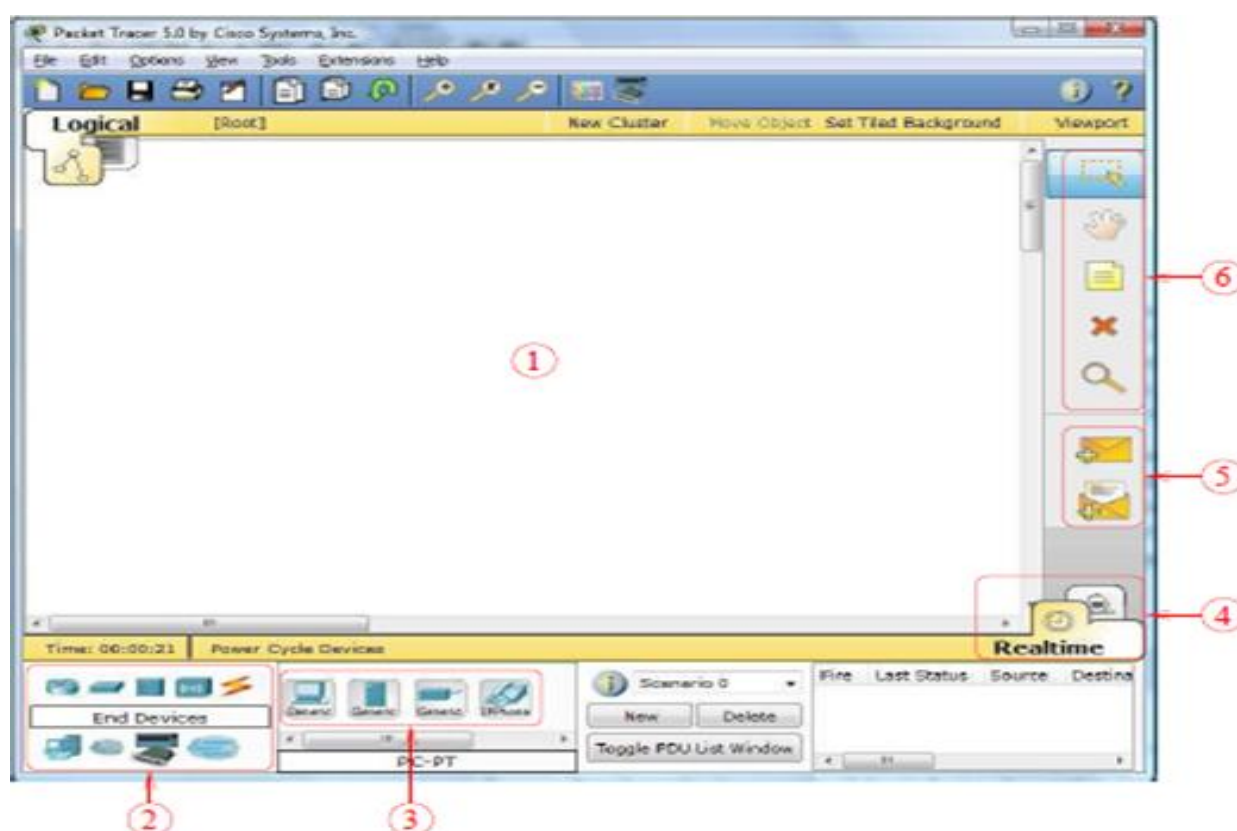 Packet Tracer 5.0 by Cisco Systems, Inc.
File Edit Options View Tools Extensions Help
Logical [Root] New Cluster Move Object Set Tiled Background Viewport
6
1
5
4
Time: 00:00:21 Power Cycle Devices Realtime
Fire Last Status Source Destina
Scenario 0
Generic Generic Generic IPPhone
End Devices
New Delete
Toggle PDU List Window
PC-PT
2 3